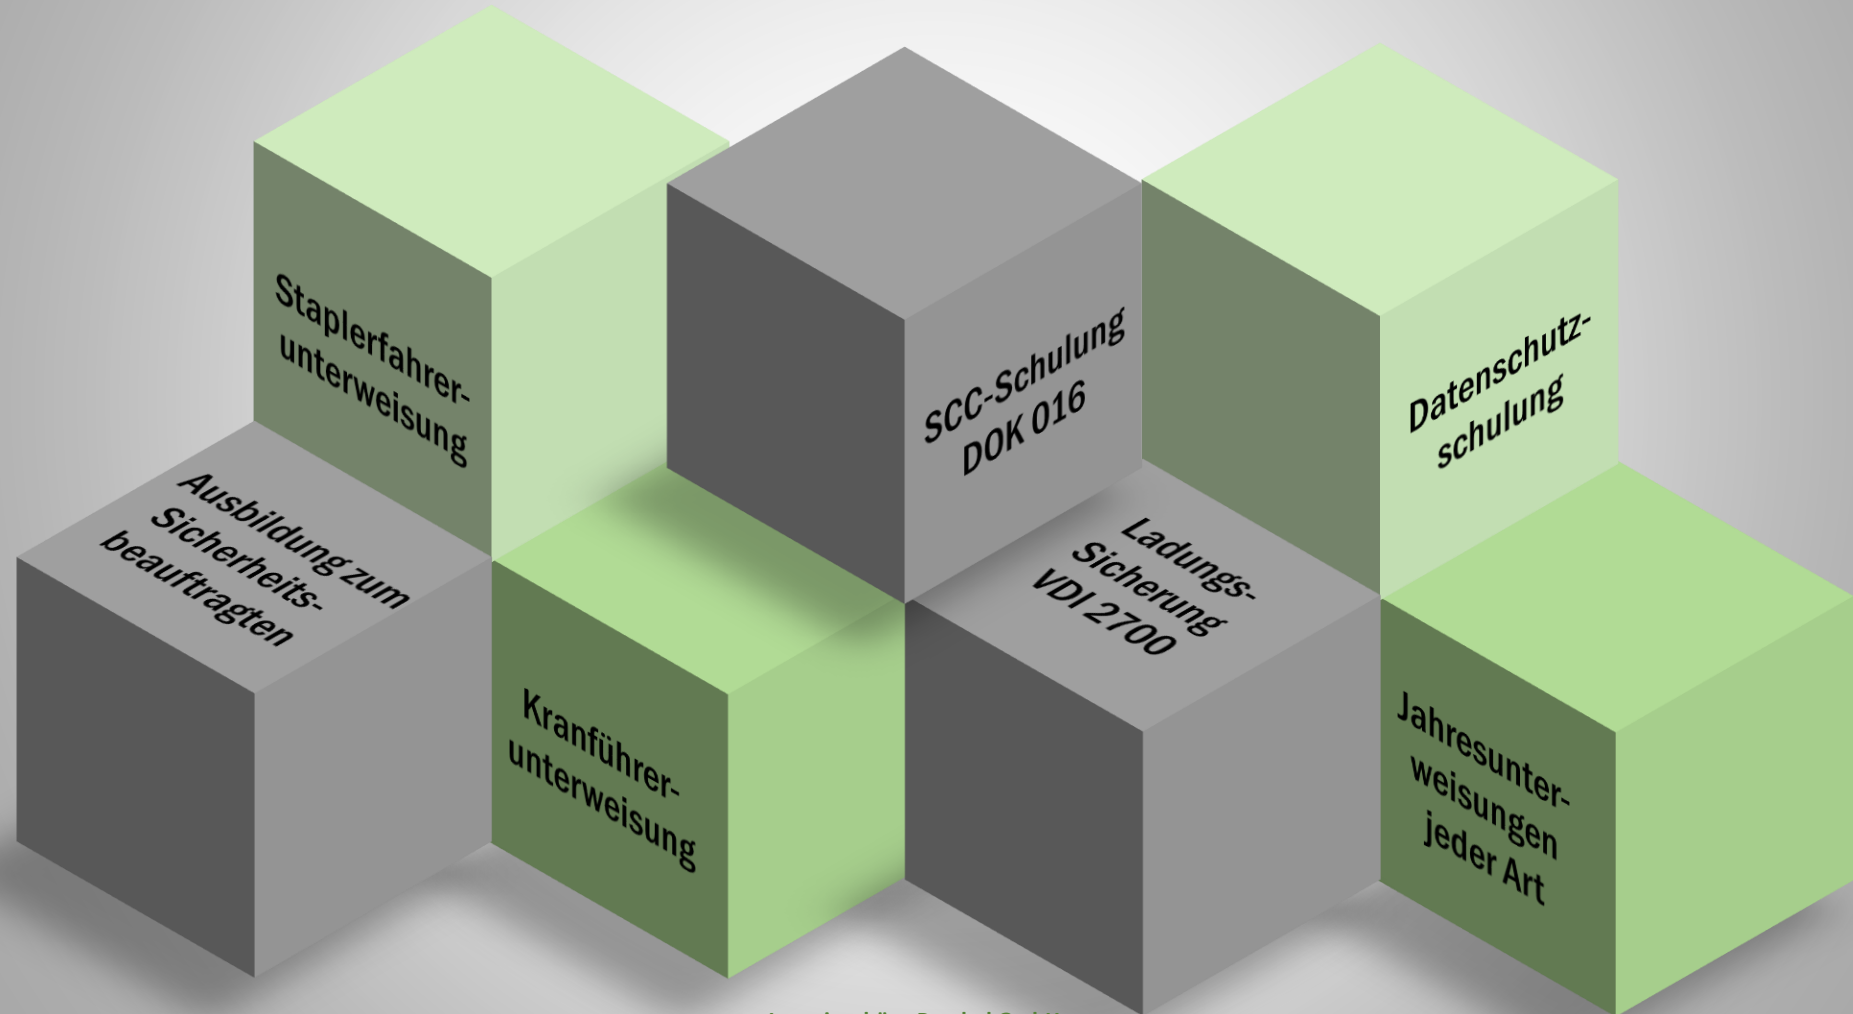 Staplerfahrer-
unterweisung
SCC-Schulung
DOK 016
Datenschutz-
schulung
Ausbildung zum
Sicherheits-
beauftragten
Kranführer-
unterweisung
Ladungs-
Sicherung
VDI 2700
Jahresunter-
weisungen
jeder Art